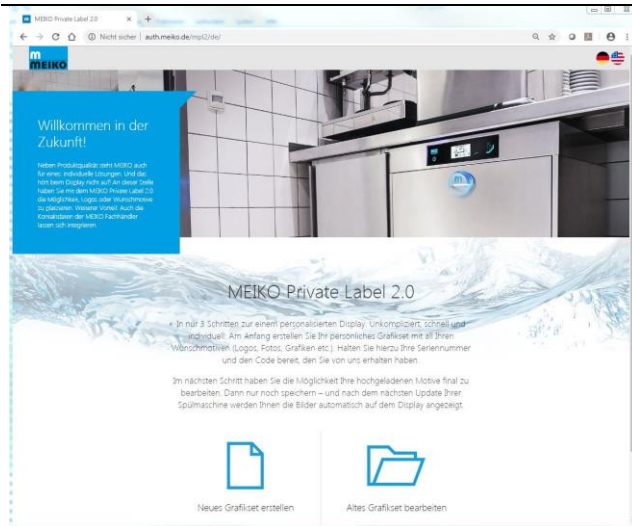 MEIKO Private Label 2.0
Nicht sicher | auth.meiko.de/mpl2/de/
m
MEIKO
Willkommen in der
Zukunft!
Neben Produktqualität steht MEIKO auch
für eines: individuelle Lösungen. Und das
hört beim Display nicht auf! An dieser Stelle
haben Sie mit dem MEIKO Private Label 2.0
die Möglichkeit, Logos oder Wunschmotive
zu platzieren. Weiterer Vorteil: Auch die
Kontaktdaten der MEIKO Fachhändler
lassen sich integrieren.
MEIKO Private Label 2.0
In nur 3 Schritten zur einem personalisierten Display. Unkompliziert, schnell und
individuell: Am Anfang erstellen Sie Ihr persönliches Grafikset mit all Ihren
Wunschmotiven (Logos, Fotos, Grafiken etc.). Halten Sie hierzu Ihre Seriennummer
und den Code bereit, den Sie von uns erhalten haben.
Im nächsten Schritt haben Sie die Möglichkeit Ihre hochgeladenen Motive final zu
bearbeiten. Dann nur noch speichern – und nach dem nächsten Update Ihrer
Spülmaschine werden Ihnen die Bilder automatisch auf dem Display angezeigt.
Neues Grafikset erstellen
Altes Grafikset bearbeiten